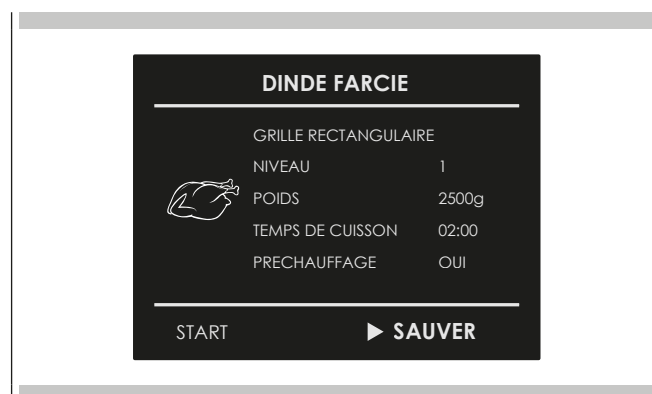 DINDE FARCIE
GRILLE RECTANGULAIRE
NIVEAU 1
POIDS 2500g
TEMPS DE CUISSON 02:00
PRECHAUFFAGE OUI
START ▶ SAUVER